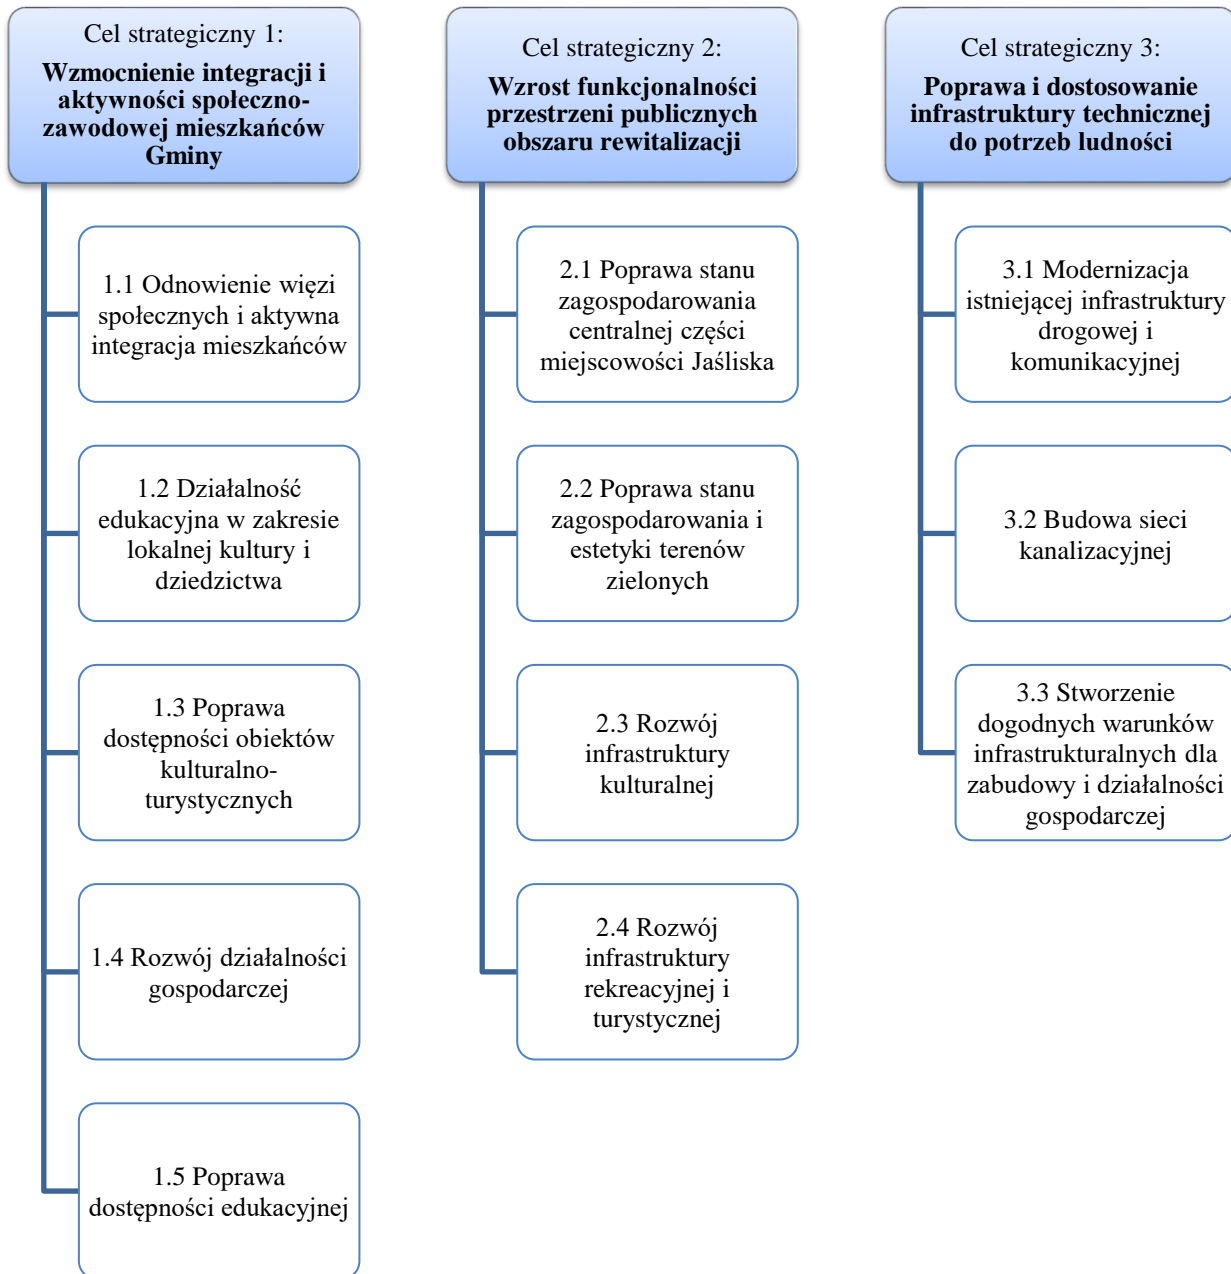 Cel strategiczny 1:
Wzmocnienie integracji i
aktywności społeczno-
zawodowej mieszkańców
Gminy
1.1 Odnowienie więzi
społecznych i aktywna
integracja mieszkańców
1.2 Działalność
edukacyjna w zakresie
lokalnej kultury i
dziedzictwa
1.3 Poprawa
dostępności obiektów
kulturalno-
turystycznych
1.4 Rozwój działalności
gospodarczej
1.5 Poprawa
dostępności edukacyjnej
Cel strategiczny 2:
Wzrost funkcjonalności
przestrzeni publicznych
obszaru rewitalizacji
2.1 Poprawa stanu
zagospodarowania
centralnej części
miejscowości Jaśliska
2.2 Poprawa stanu
zagospodarowania i
estetyki terenów
zielonych
2.3 Rozwój
infrastruktury
kulturalnej
2.4 Rozwój
infrastruktury
rekreacyjnej i
turystycznej
Cel strategiczny 3:
Poprawa i dostosowanie
infrastruktury technicznej
do potrzeb ludności
3.1 Modernizacja
istniejącej infrastruktury
drogowej i
komunikacyjnej
3.2 Budowa sieci
kanalizacyjnej
3.3 Stworzenie
dogodnych warunków
infrastrukturalnych dla
zabudowy i działalności
gospodarczej